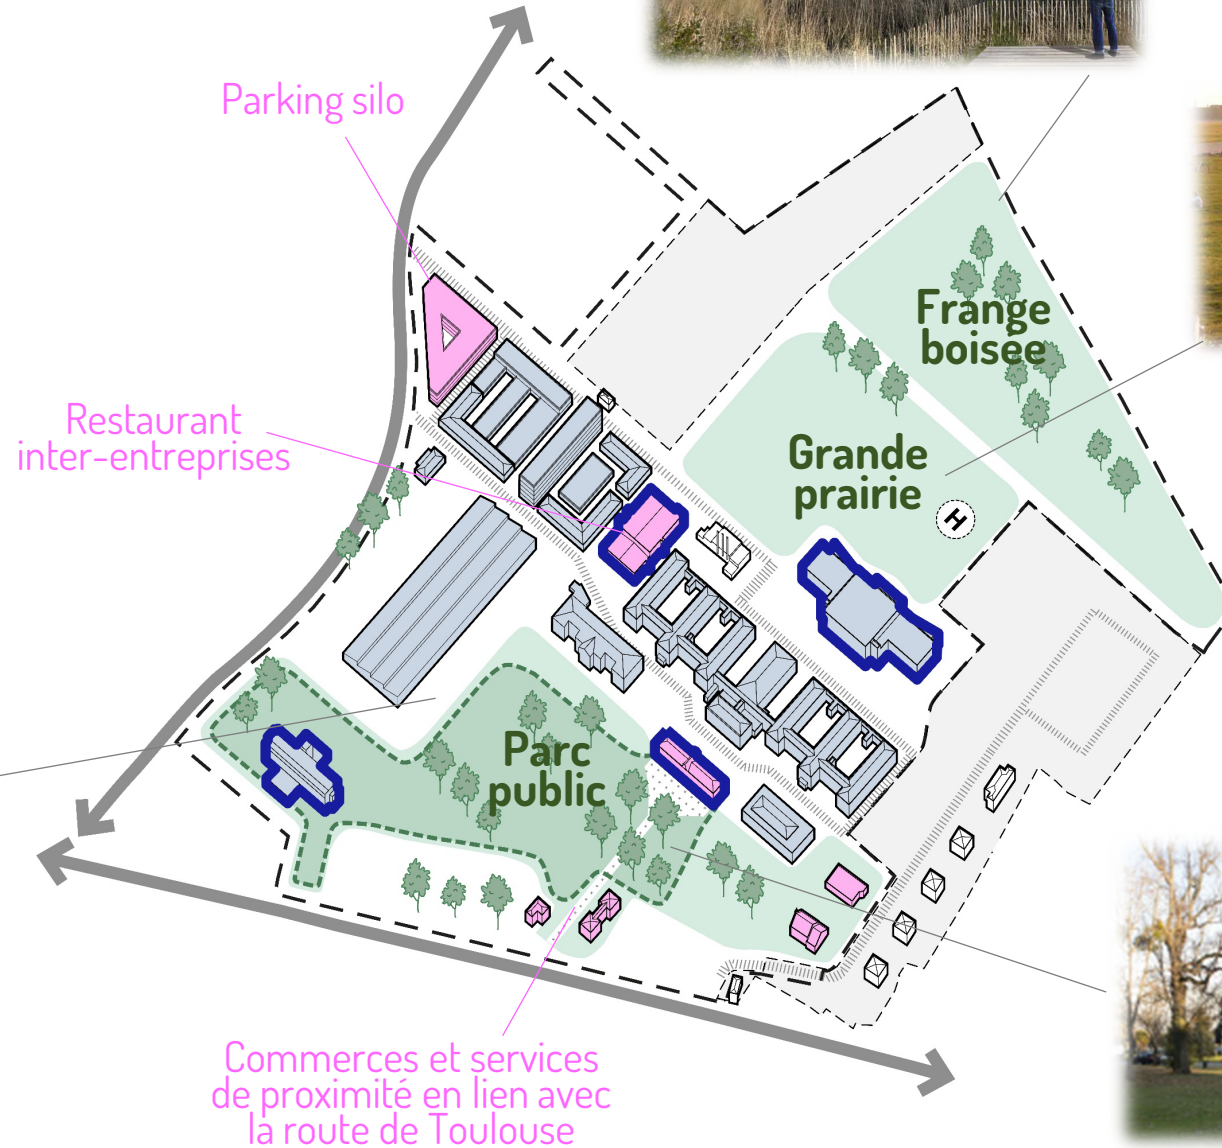 Parking silo
Frange
boisée
Restaurant
inter-entreprises
Grande
prairie
H
Parc
public
Commerces et services
de proximité en lien avec
la route de Toulouse